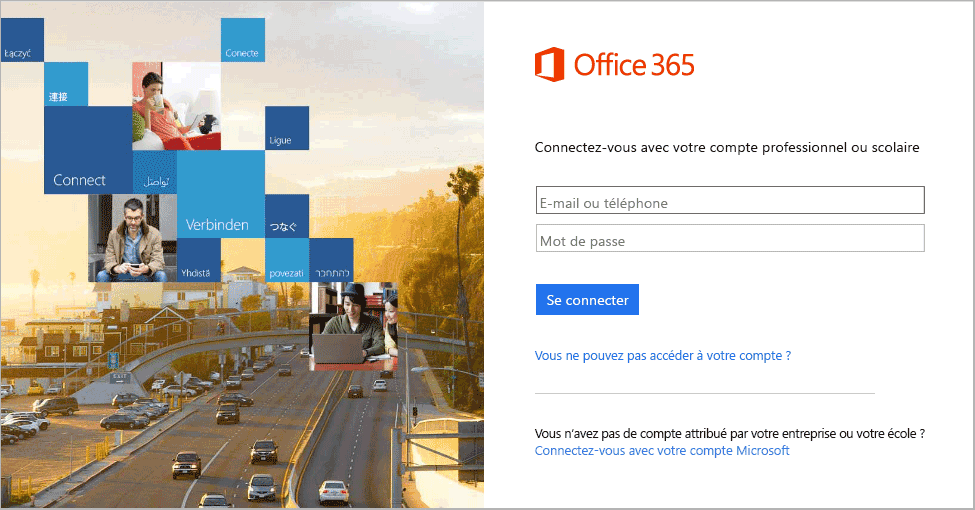 Łączyć
Conecte
連接
Ligue
Connect
تواصل
Verbinden
つなぐ
Yhdistä
povezati
להתחבר
EXIT
Office 365
Connectez-vous avec votre compte professionnel ou scolaire
E-mail ou téléphone
Mot de passe
Se connecter
Vous ne pouvez pas accéder à votre compte ?
Vous n’avez pas de compte attribué par votre entreprise ou votre école ?
Connectez-vous avec votre compte Microsoft